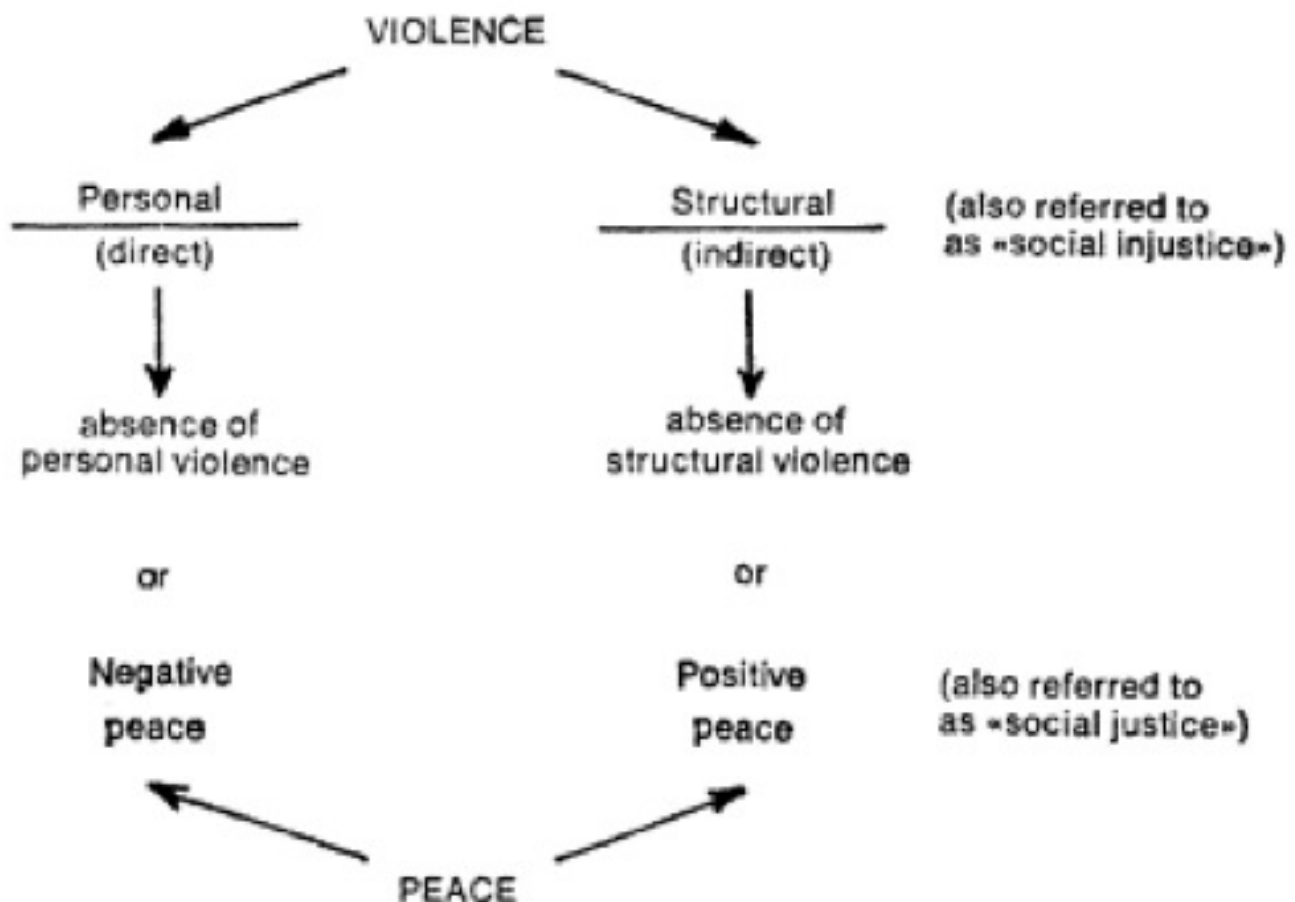 VIOLENCE
Personal
(direct)
Structural
(indirect)
(also referred to
as «social injustice»)
absence of
personal violence
absence of
structural violence
or
or
Negative
peace
Positive
peace
(also referred to
as «social justice»)
PEACE